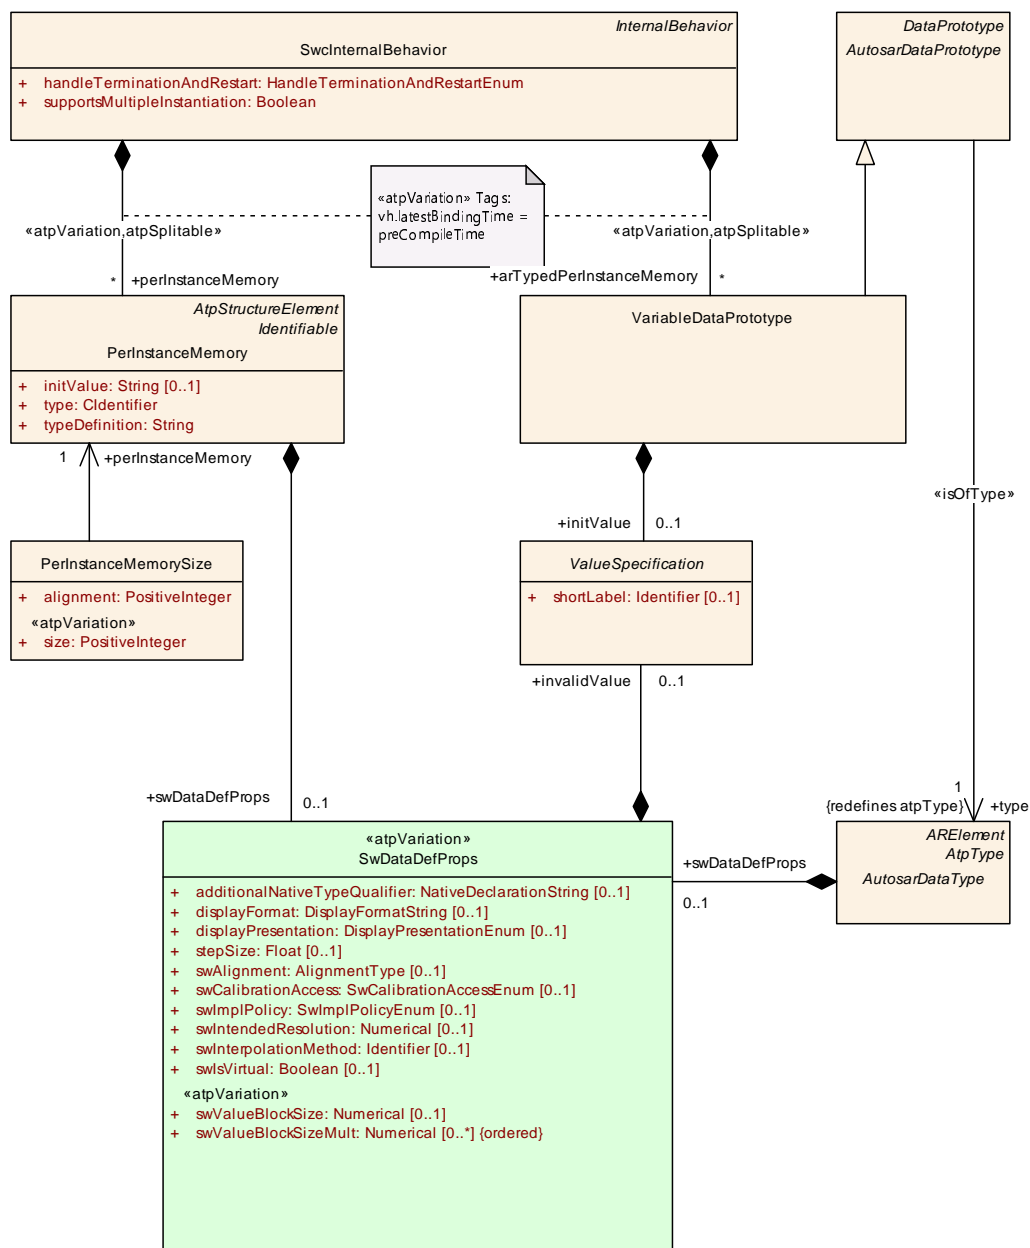 InternalBehavior
SwcInternalBehavior
+ handleTerminationAndRestart: HandleTerminationAndRestartEnum
+ supportsMultipleInstantiation: Boolean
DataPrototype
AutosarDataPrototype
«atpVariation» Tags:
vh.latestBindingTime =
preCompileTime
«atpVariation,atpSplitable»
«atpVariation,atpSplitable»
* +perInstanceMemory
+arTypedPerInstanceMemory *
AtpStructureElement
Identifiable
PerInstanceMemory
+ initValue: String [0..1]
+ type: CIdentifier
+ typeDefinition: String
VariableDataPrototype
1 +perInstanceMemory
«isOfType»
+initValue 0..1
PerInstanceMemorySize
+ alignment: PositiveInteger
«atpVariation»
+ size: PositiveInteger
ValueSpecification
+ shortLabel: Identifier [0..1]
+invalidValue 0..1
+swDataDefProps 0..1
1
{redefines atpType} +type
«atpVariation»
SwDataDefProps
+ additionalNativeTypeQualifier: NativeDeclarationString [0..1]
+ displayFormat: DisplayFormatString [0..1]
+ displayPresentation: DisplayPresentationEnum [0..1]
+ stepSize: Float [0..1]
+ swAlignment: AlignmentType [0..1]
+ swCalibrationAccess: SwCalibrationAccessEnum [0..1]
+ swImplPolicy: SwImplPolicyEnum [0..1]
+ swIntendedResolution: Numerical [0..1]
+ swInterpolationMethod: Identifier [0..1]
+ swIsVirtual: Boolean [0..1]
«atpVariation»
+ swValueBlockSize: Numerical [0..1]
+ swValueBlockSizeMult: Numerical [0..*] {ordered}
+swDataDefProps
0..1
ARElement
AtpType
AutosarDataType